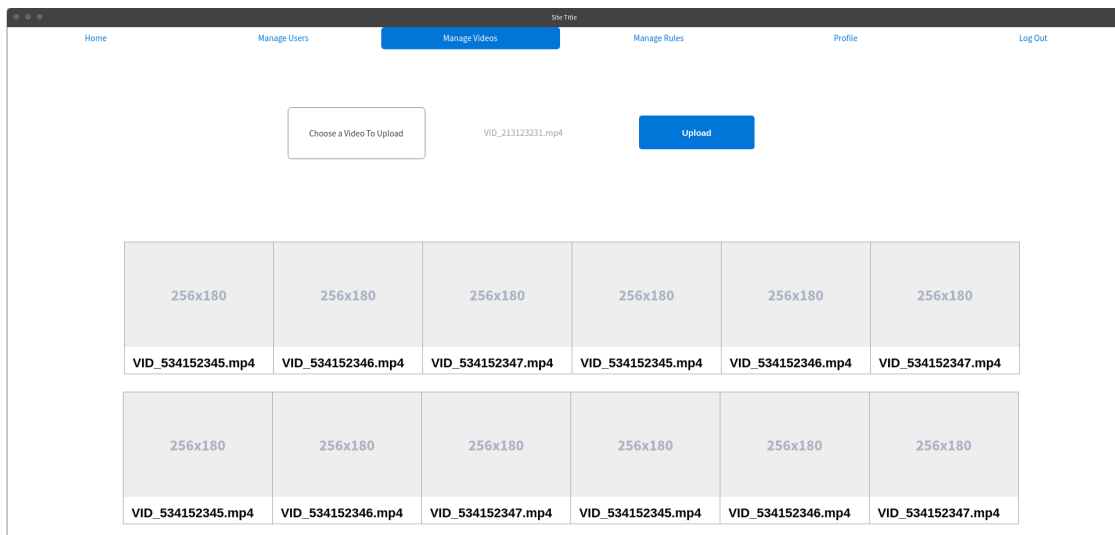 Site Title
Home Manage Users Manage Videos Manage Rules Profile Log Out
Choose a Video To Upload VID_213123231.mp4 Upload
256x180 256x180 256x180 256x180 256x180 256x180
VID_534152345.mp4 VID_534152346.mp4 VID_534152347.mp4 VID_534152345.mp4 VID_534152346.mp4 VID_534152347.mp4
256x180 256x180 256x180 256x180 256x180 256x180
VID_534152345.mp4 VID_534152346.mp4 VID_534152347.mp4 VID_534152345.mp4 VID_534152346.mp4 VID_534152347.mp4